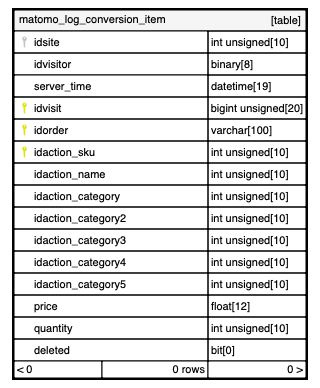 matomo_log_conversion_item [table]
idsite int unsigned[10]
idvisitor binary[8]
server_time datetime[19]
idvisit bigint unsigned[20]
idorder varchar[100]
idaction_sku int unsigned[10]
idaction_name int unsigned[10]
idaction_category int unsigned[10]
idaction_category2 int unsigned[10]
idaction_category3 int unsigned[10]
idaction_category4 int unsigned[10]
idaction_category5 int unsigned[10]
price float[12]
quantity int unsigned[10]
deleted bit[0]
< 0 0 rows 0 >